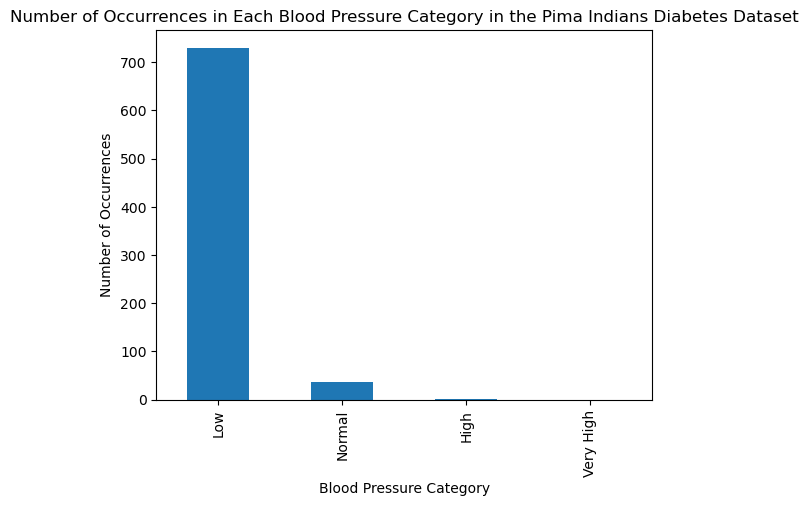 Number of Occurrences in Each Blood Pressure Category in the Pima Indians Diabetes Dataset
700
600
500
400
300
200
100
0
Number of Occurrences
Low
Normal
High
Very High
Blood Pressure Category